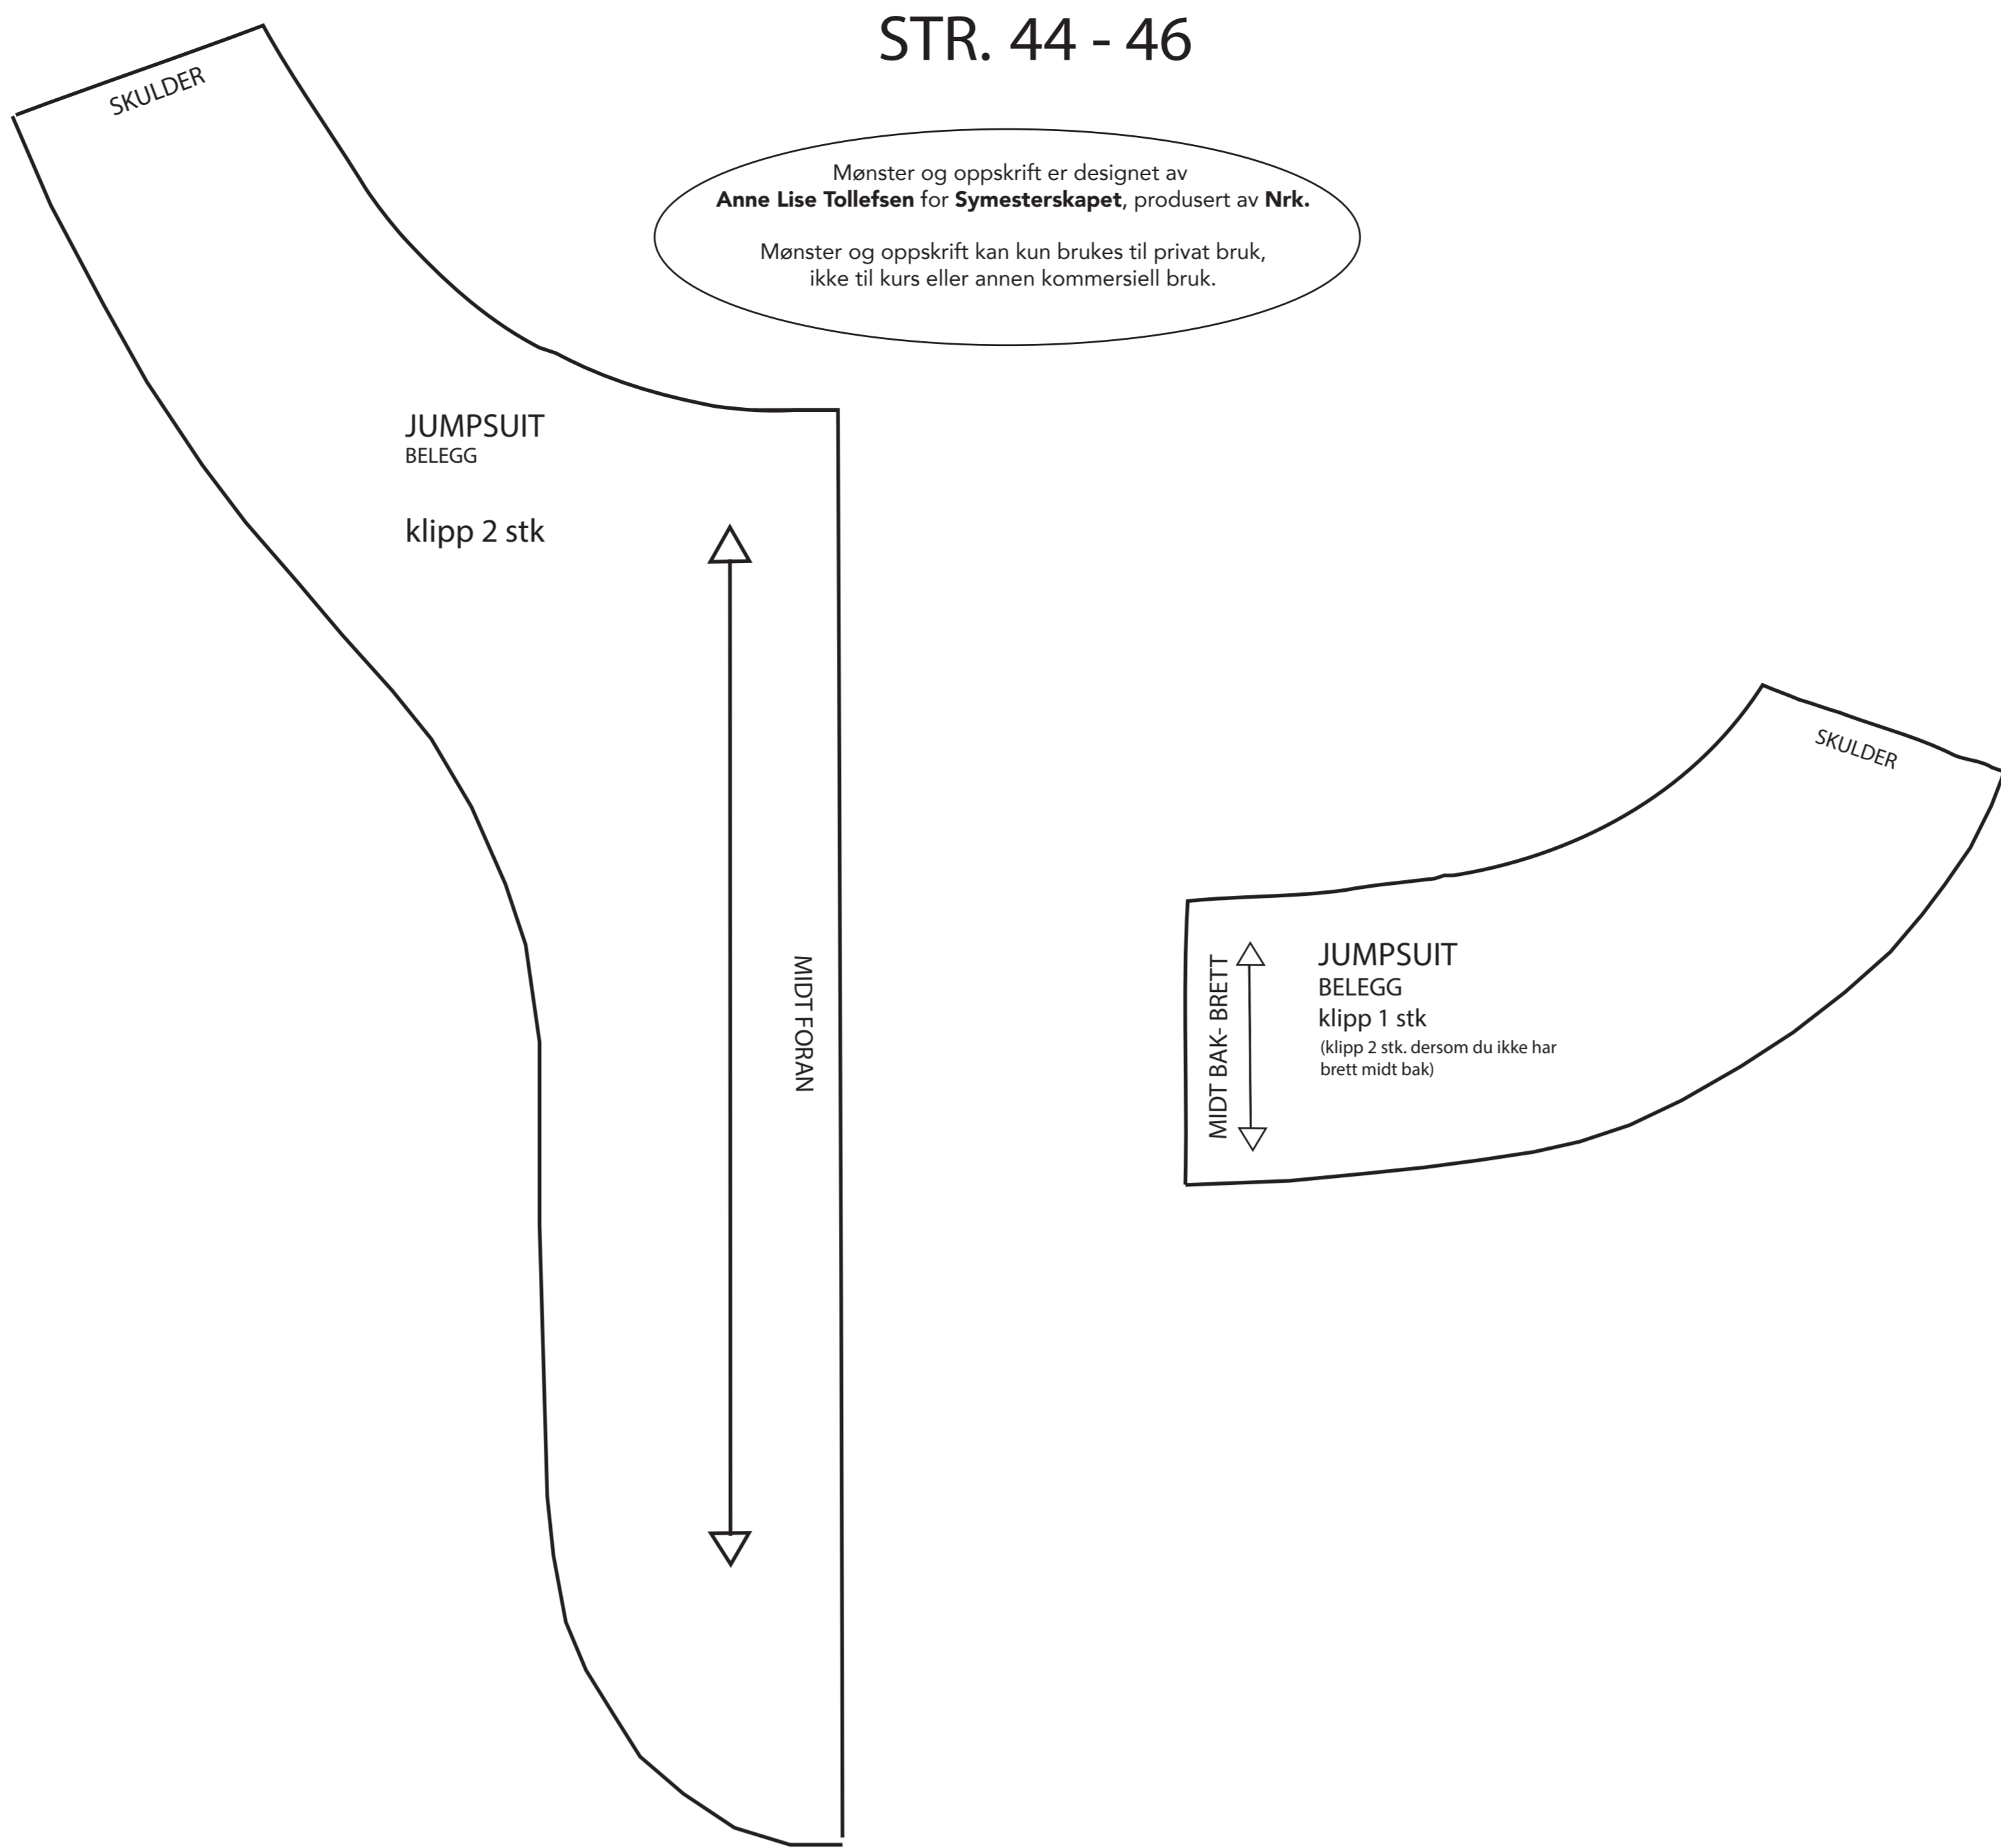 STR. 44 - 46
SKULDER
Mønster og oppskrift er designet av
Anne Lise Tollefsen for Symesterskapet, produsert av Nrk.
Mønster og oppskrift kan kun brukes til privat bruk,
ikke til kurs eller annen kommersiell bruk.
JUMPSUIT
BELEGG
klipp 2 stk
MIDT FORAN
SKULDER
MIDT BAK- BRETT
JUMPSUIT
BELEGG
klipp 1 stk
(klipp 2 stk. dersom du ikke har
brett midt bak)